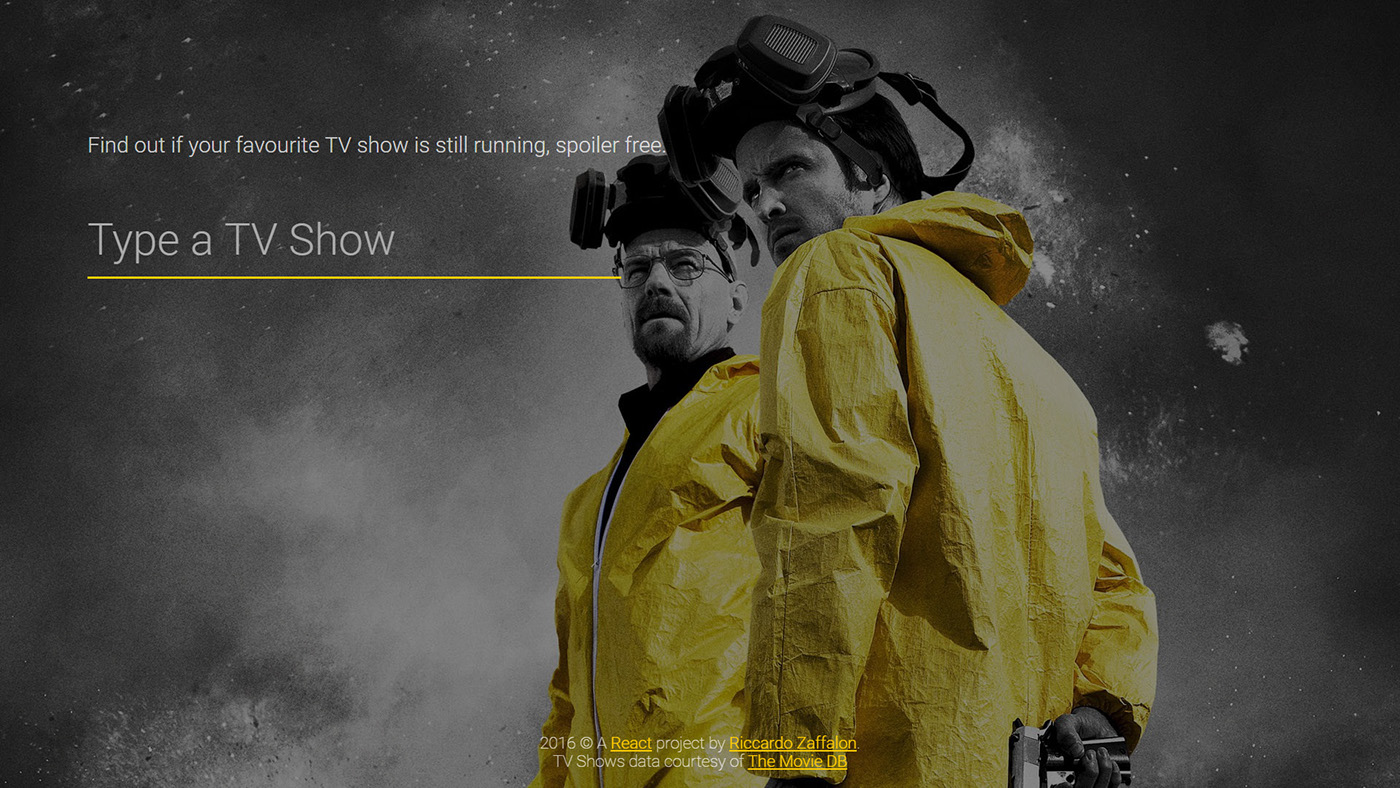 Find out if your favourite TV show is still running, spoiler free.
Type a TV Show
2016 © A React project by Riccardo Zaffalon.
TV Shows data courtesy of The Movie DB